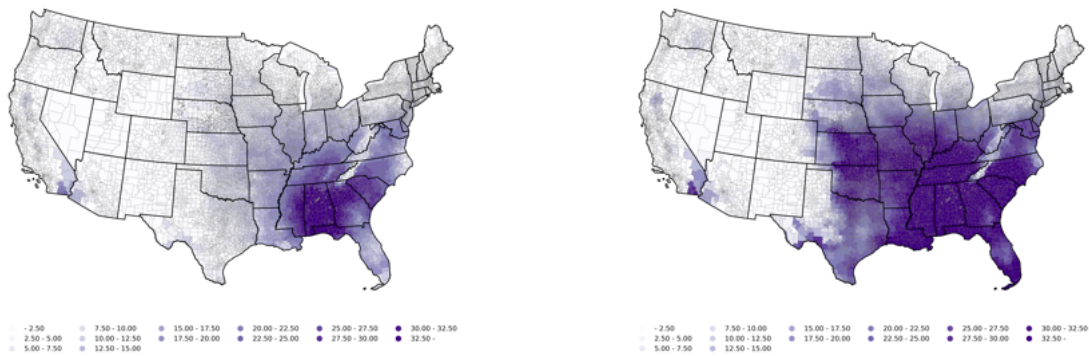 - 2.50
2.50 - 5.00
5.00 - 7.50
7.50 - 10.00
10.00 - 12.50
12.50 - 15.00
15.00 - 17.50
17.50 - 20.00
20.00 - 22.50
22.50 - 25.00
25.00 - 27.50
27.50 - 30.00
30.00 - 32.50
32.50 -
- 2.50
2.50 - 5.00
5.00 - 7.50
7.50 - 10.00
10.00 - 12.50
12.50 - 15.00
15.00 - 17.50
17.50 - 20.00
20.00 - 22.50
22.50 - 25.00
25.00 - 27.50
27.50 - 30.00
30.00 - 32.50
32.50 -